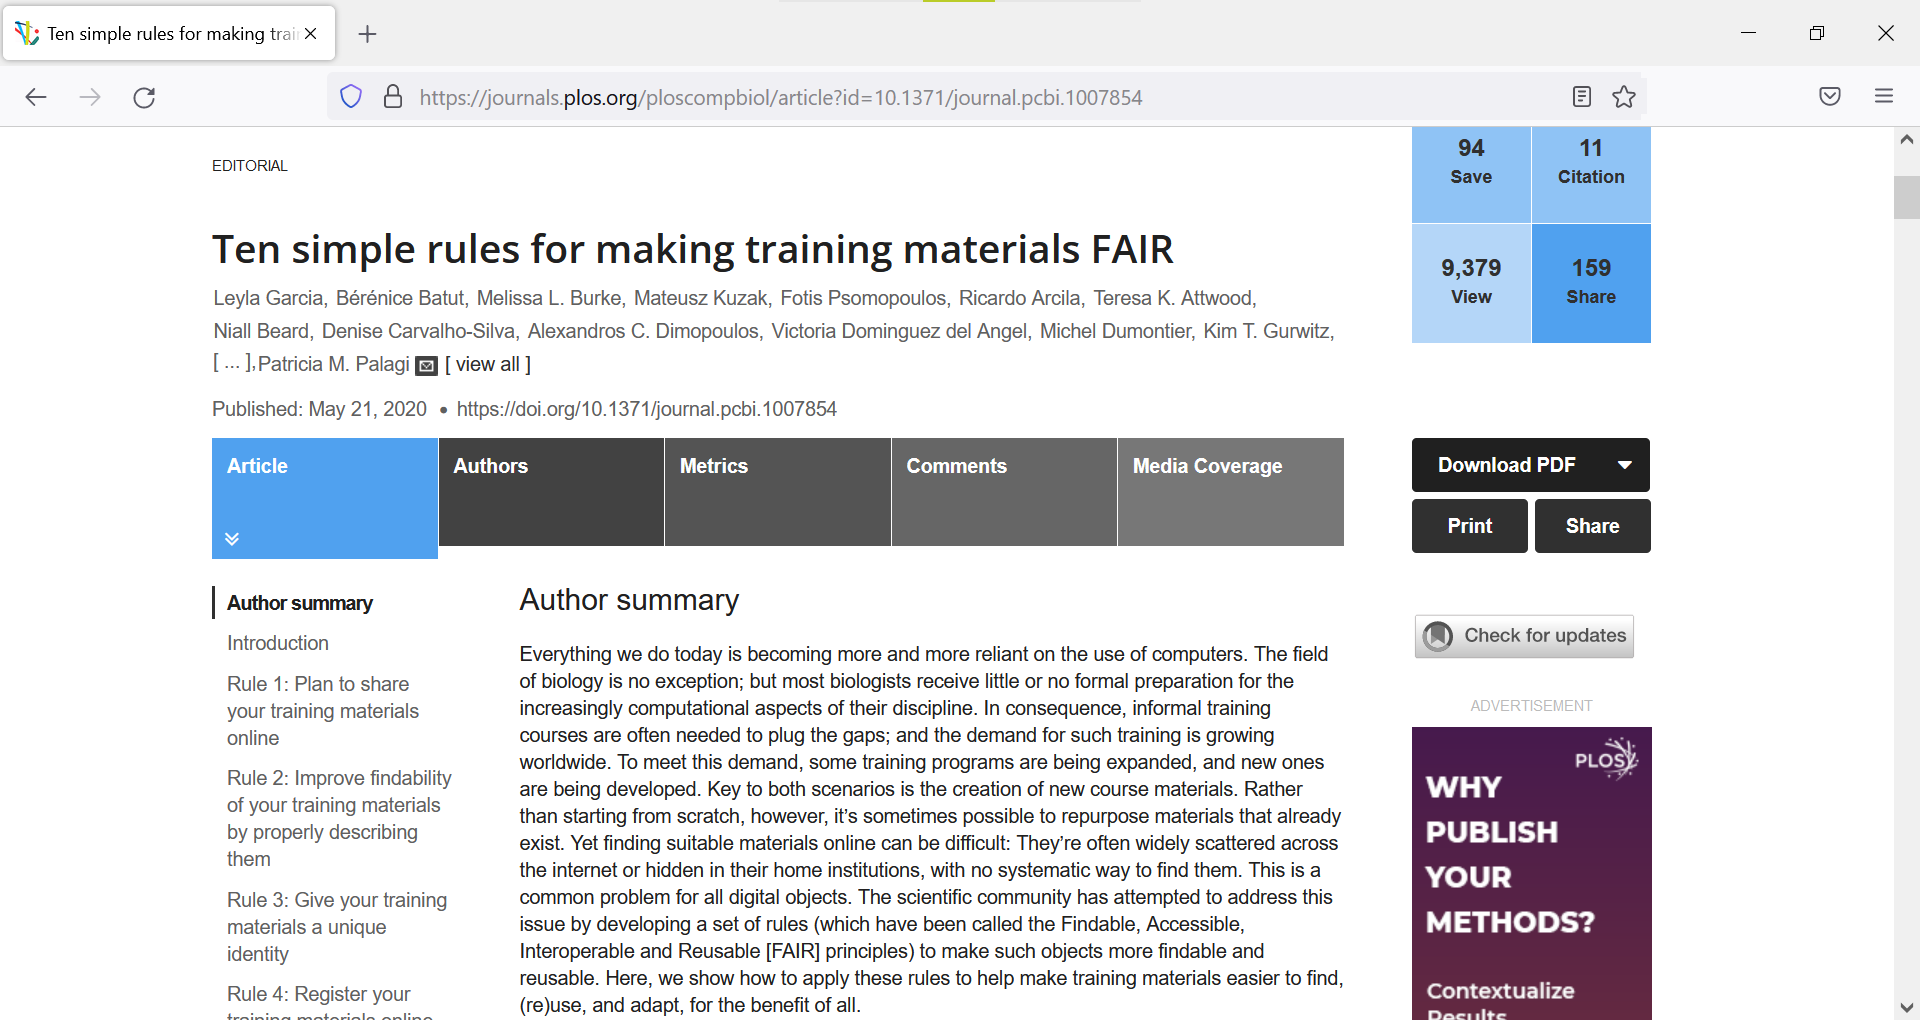 Ten simple rules for making trai
https://journals.plos.org/ploscompbiol/article?id=10.1371/journal.pcbi.1007854
EDITORIAL
94
Save
11
Citation
9,379
View
159
Share
Ten simple rules for making training materials FAIR
Leyla Garcia, Bérénice Batut, Melissa L. Burke, Mateusz Kuzak, Fotis Psomopoulos, Ricardo Arcila, Teresa K. Attwood,
Niall Beard, Denise Carvalho-Silva, Alexandros C. Dimopoulos, Victoria Dominguez del Angel, Michel Dumontier, Kim T. Gurwitz,
[ ... ], Patricia M. Palagi [ view all ]
Published: May 21, 2020 • https://doi.org/10.1371/journal.pcbi.1007854
Article
Authors
Metrics
Comments
Media Coverage
Download PDF
Print
Share
Author summary
Introduction
Rule 1: Plan to share
your training materials
online
Rule 2: Improve findability
of your training materials
by properly describing
them
Rule 3: Give your training
materials a unique
identity
Rule 4: Register your
training materials online
Author summary
Everything we do today is becoming more and more reliant on the use of computers. The field
of biology is no exception; but most biologists receive little or no formal preparation for the
increasingly computational aspects of their discipline. In consequence, informal training
courses are often needed to plug the gaps; and the demand for such training is growing
worldwide. To meet this demand, some training programs are being expanded, and new ones
are being developed. Key to both scenarios is the creation of new course materials. Rather
than starting from scratch, however, it’s sometimes possible to repurpose materials that already
exist. Yet finding suitable materials online can be difficult: They’re often widely scattered across
the internet or hidden in their home institutions, with no systematic way to find them. This is a
common problem for all digital objects. The scientific community has attempted to address this
issue by developing a set of rules (which have been called the Findable, Accessible,
Interoperable and Reusable [FAIR] principles) to make such objects more findable and
reusable. Here, we show how to apply these rules to help make training materials easier to find,
(re)use, and adapt, for the benefit of all.
Check for updates
ADVERTISEMENT
PLOS
WHY
PUBLISH
YOUR
METHODS?
Contextualize
Results